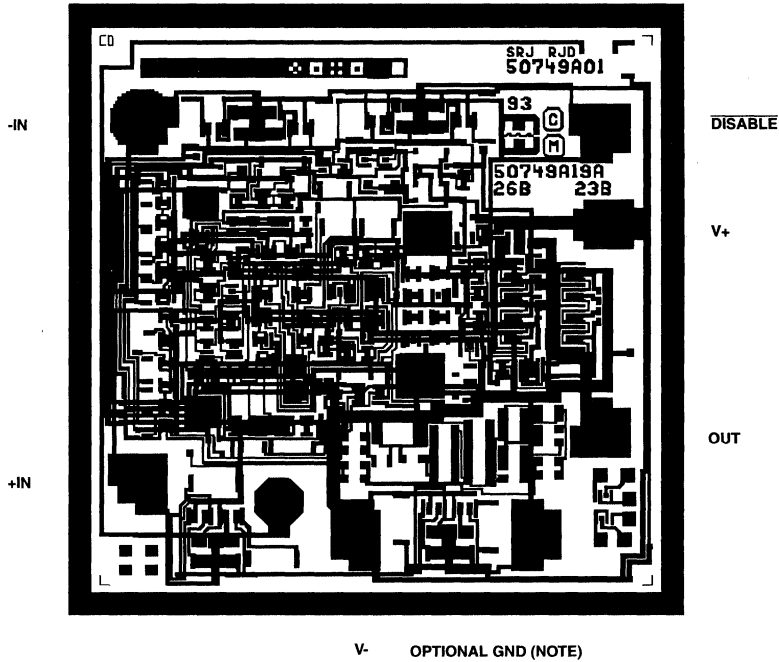 CD
SRJ RJD
50749A01
93
C
M
-IN
DISABLE
50749A19A
26B 23B
V+
OUT
+IN
V- OPTIONAL GND (NOTE)